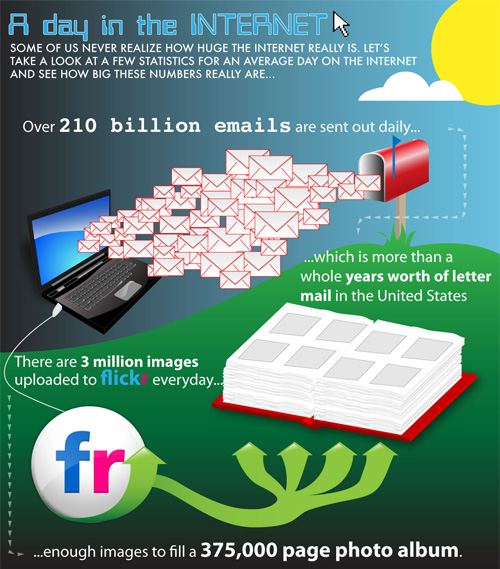 A day in the INTERNET
SOME OF US NEVER REALIZE HOW HUGE THE INTERNET REALLY IS. LET'S
TAKE A LOOK AT A FEW STATISTICS FOR AN AVERAGE DAY ON THE INTERNET
AND SEE HOW BIG THESE NUMBERS REALLY ARE...
Over 210 billion emails are sent out daily...
...which is more than a
whole years worth of letter
mail in the United States
There are 3 million images
uploaded to flickr everyday...
fr
...enough images to fill a 375,000 page photo album.